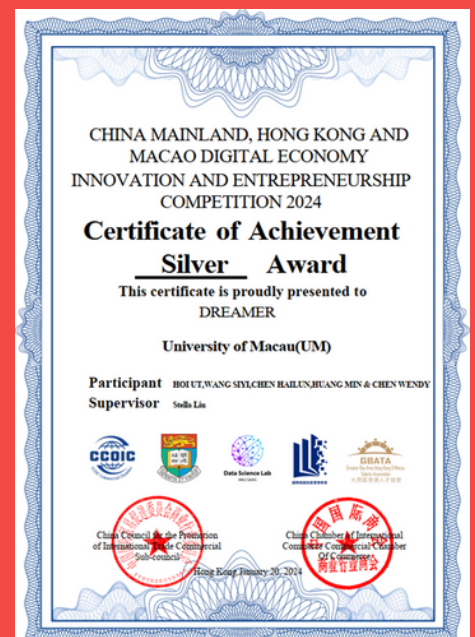 CHINA MAINLAND, HONG KONG AND
MACAO DIGITAL ECONOMY
INNOVATION AND ENTREPRENEURSHIP
COMPETITION 2024
Certificate of Achievement
Silver Award
This certificate is proudly presented to
DREAMER
University of Macau(UM)
Participant HOI UT,WANG SIYI,CHEN HAILUN,HUANG MIN & CHEN WENDY
Supervisor Stella Liu
CCOIC
Data Science Lab
GBATA
China Council for the Promotion
of International Trade Commercial
Sub-council
China Chamber of International
Commerce Commercial Chamber
Of Commerce
Hong Kong,January 20, 2024